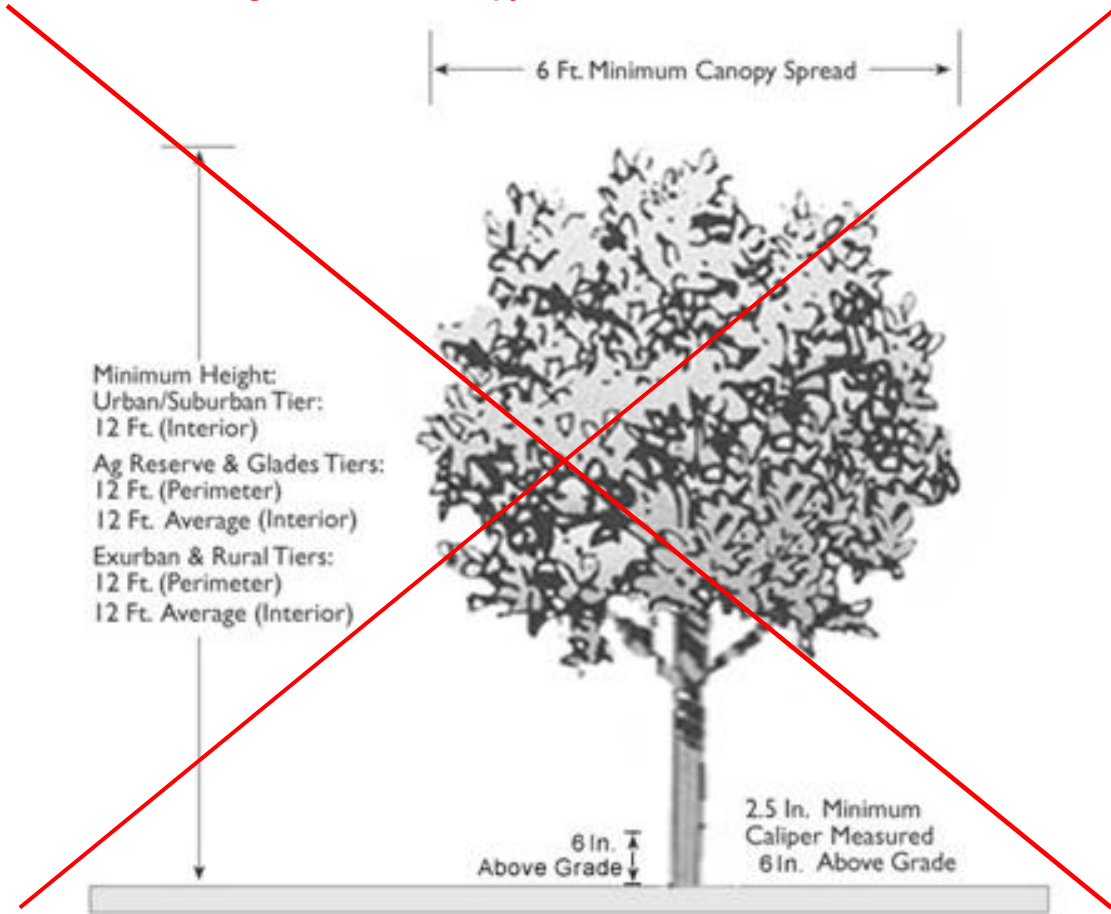 6 Ft. Minimum Canopy Spread
Minimum Height:
Urban/Suburban Tier:
12 Ft. (Interior)
Ag Reserve & Glades Tiers:
12 Ft. (Perimeter)
12 Ft. Average (Interior)
Exurban & Rural Tiers:
12 Ft. (Perimeter)
12 Ft. Average (Interior)
6 In.
Above Grade
2.5 In. Minimum
Caliper Measured
6 In. Above Grade